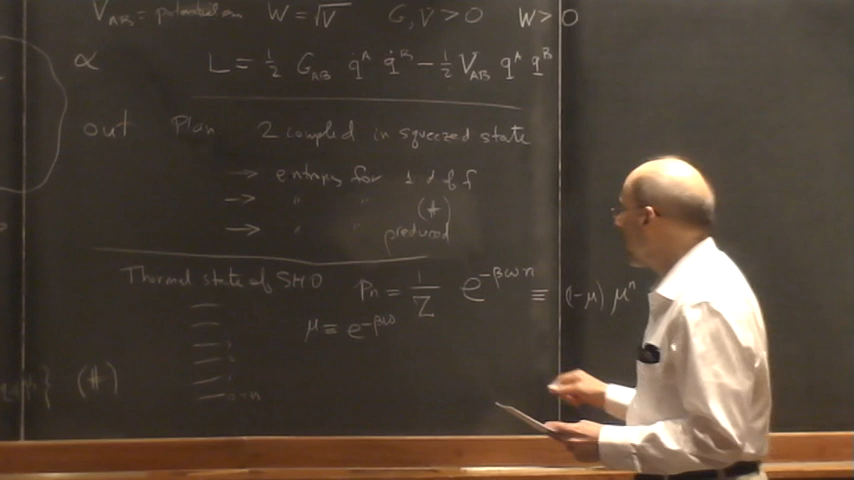 V_AB = potential W = √V G, V > 0 W > 0
α L = ½ G_AB q̇^A q̇^B − ½ V_AB q^A q^B
out Plan 2 coupled in squeezed state
→ entropy for 1 d of f
→ " " (#)
→ " " produced
Thermal state of SHO p_n = 1/Z e^{−βωn} ≡ (1−μ) μ^n
μ ≡ e^{−βω}
} (#)